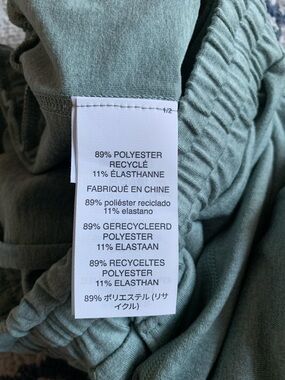 1/2
89% POLYESTER
RECYCLÉ
11% ÉLASTHANNE
FABRIQUÉ EN CHINE
89% poliéster reciclado
11% elastano
89% GERECYCLEERD
POLYESTER
11% ELASTAAN
89% RECYCELTES
POLYESTER
11% ELASTHAN
89% ポリエステル (リサ
イクル)